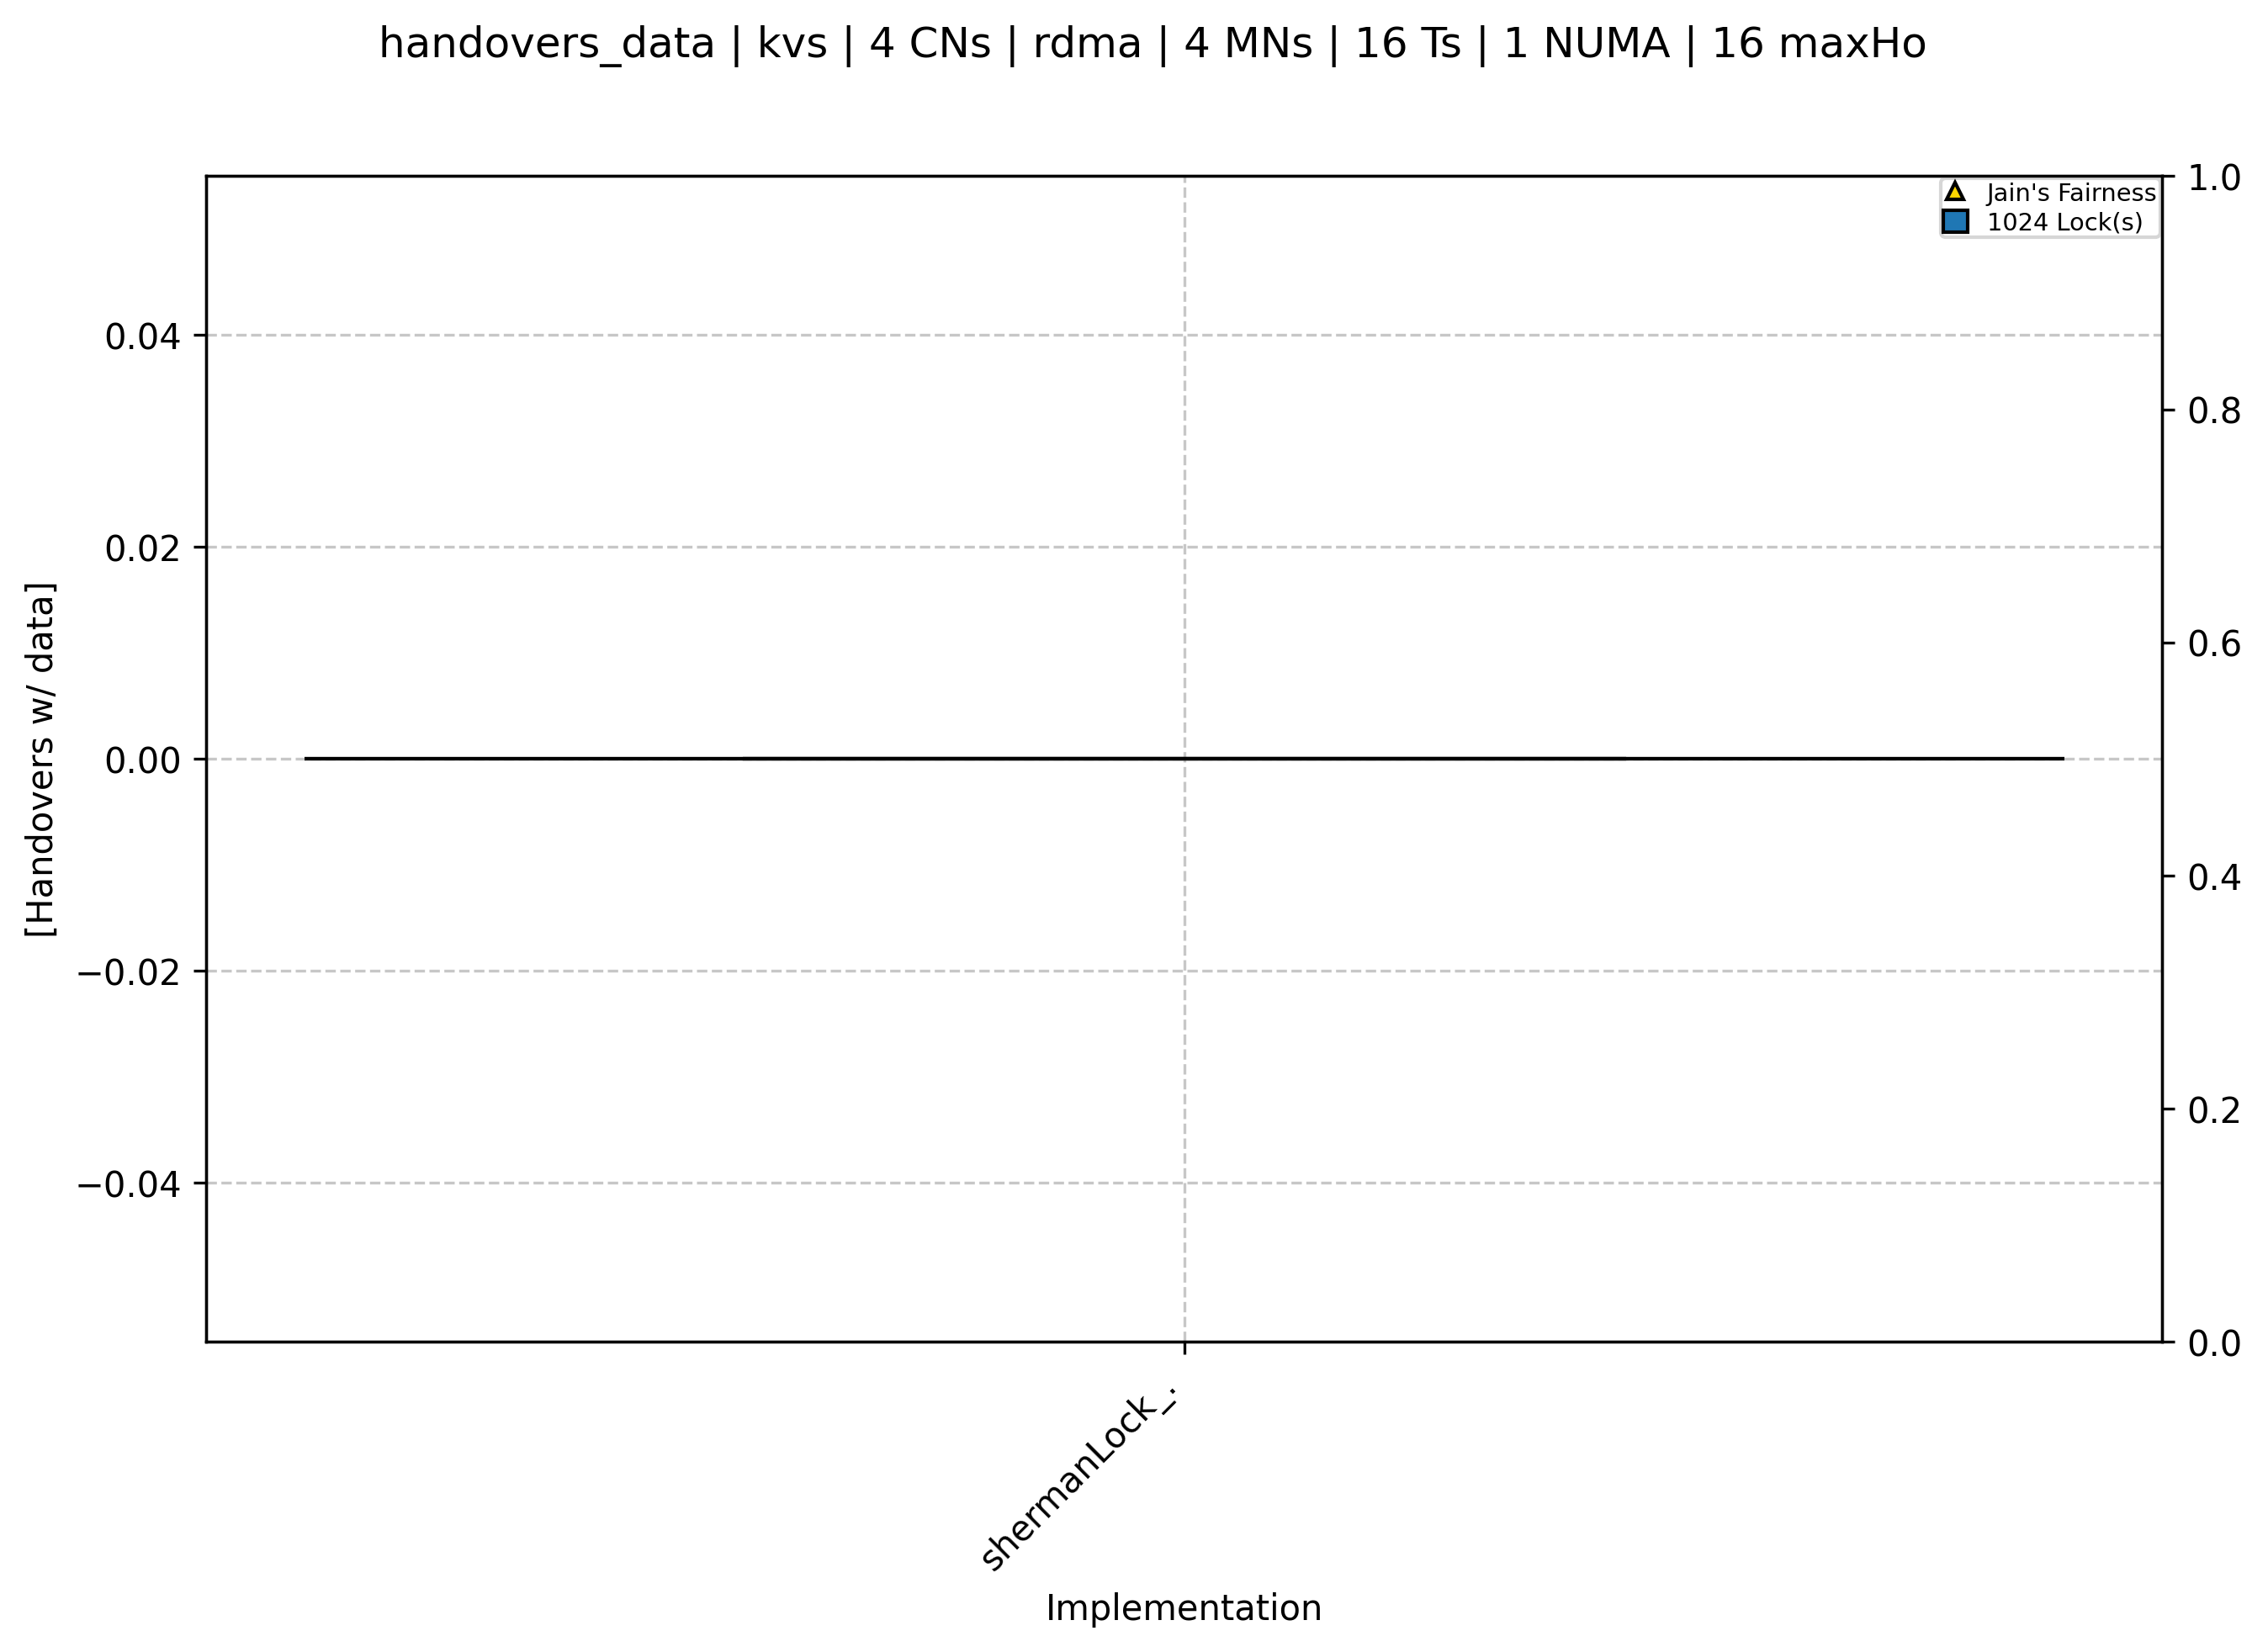 handovers_data | kvs | 4 CNs | rdma | 4 MNs | 16 Ts | 1 NUMA | 16 maxHo
Jain's Fairness
1024 Lock(s)
[Handovers w/ data]
0.04
0.02
0.00
−0.02
−0.04
1.0
0.8
0.6
0.4
0.2
0.0
shermanLock_.
Implementation